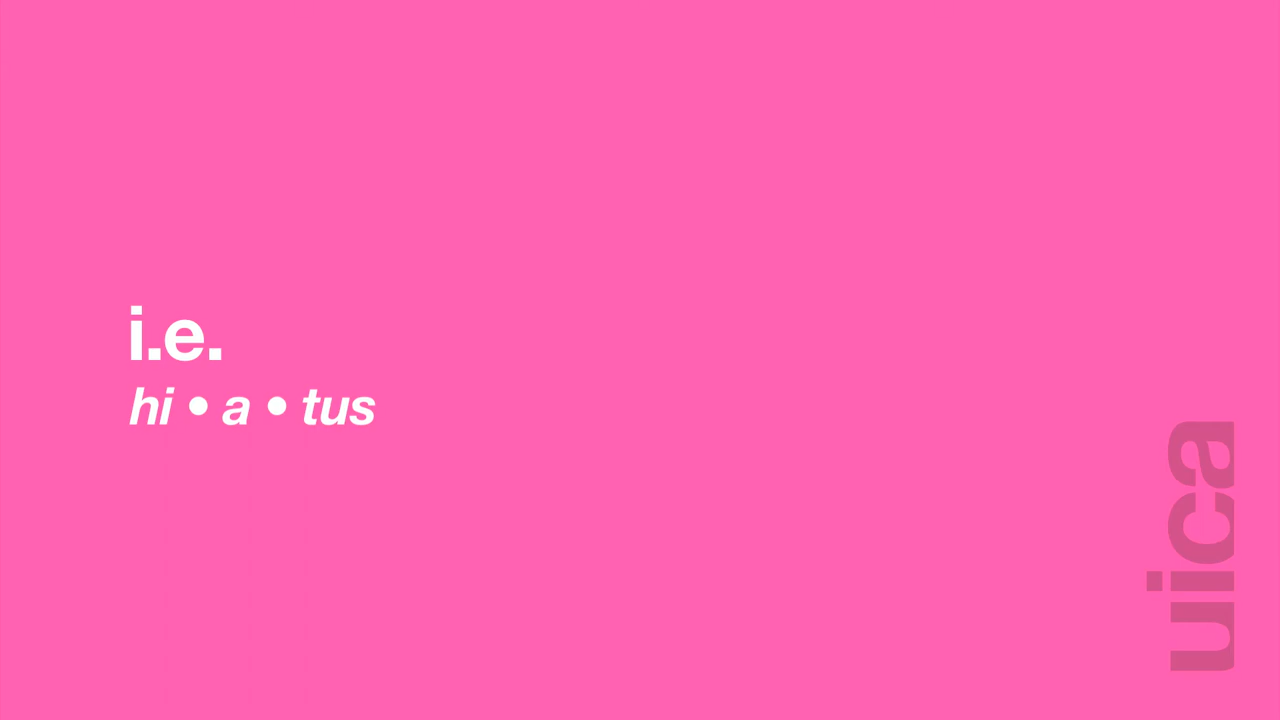 i.e.
hi • a • tus
uica